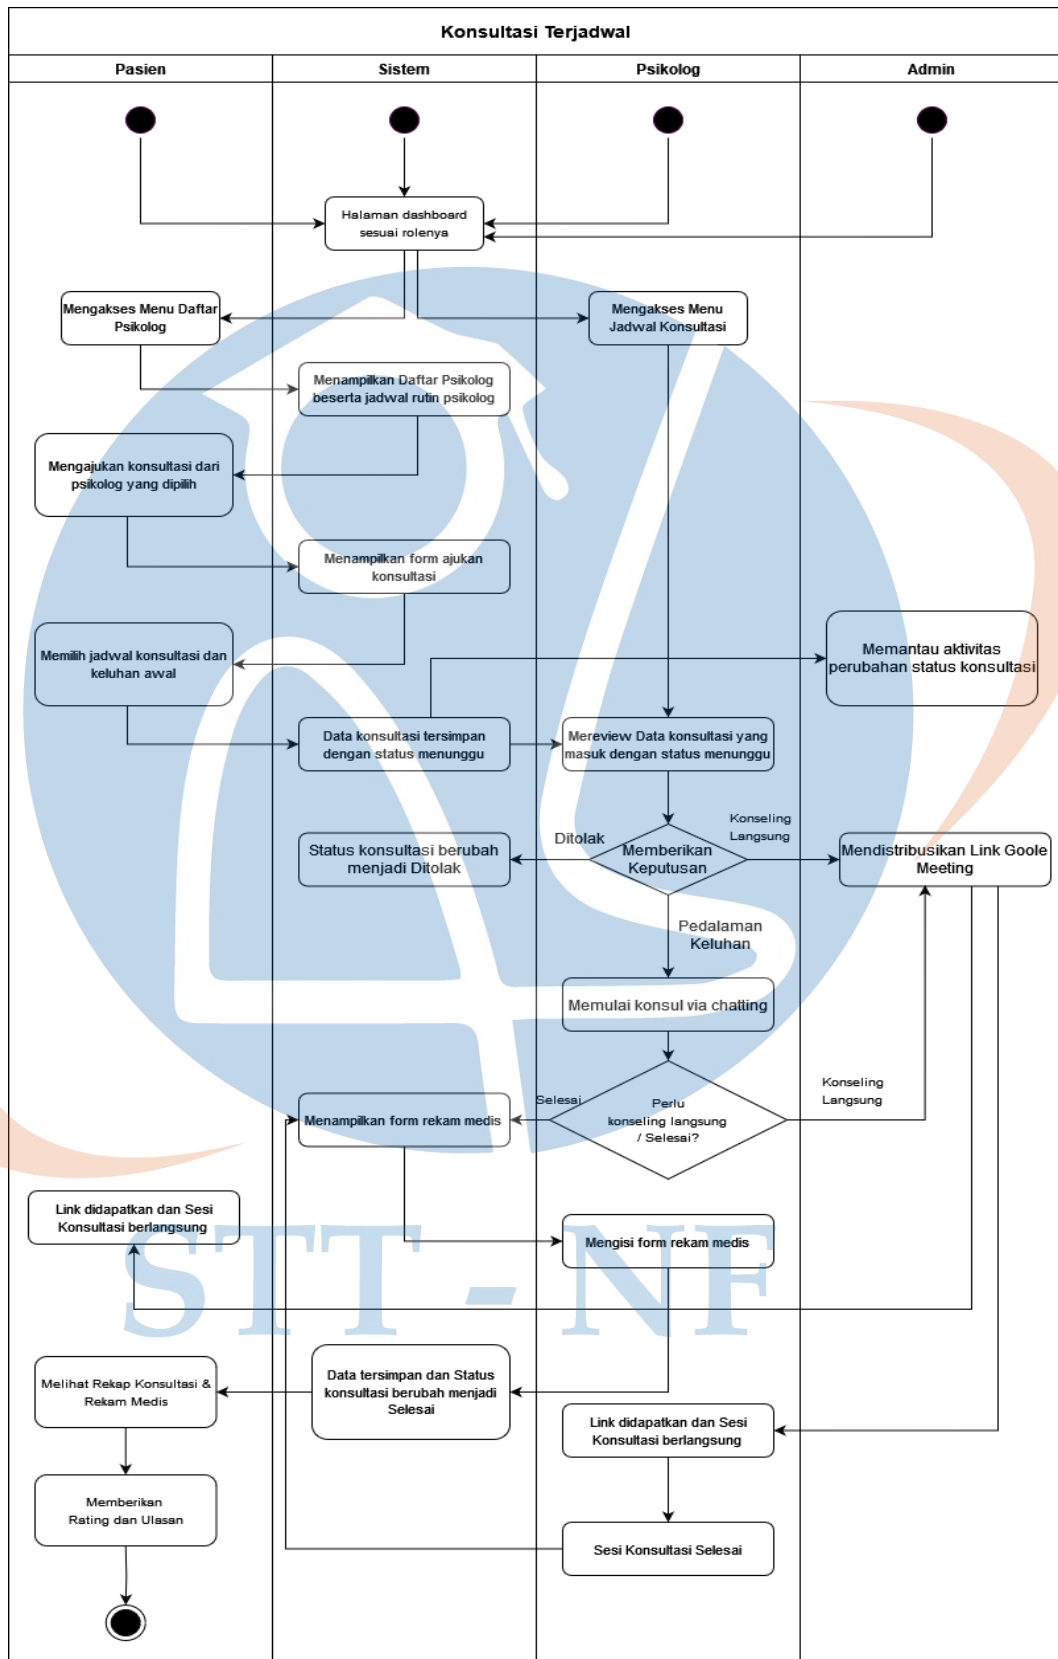 Konsultasi Terjadwal
Pasien
Sistem
Psikolog
Admin
Halaman dashboard
sesuai rolenya
Mengakses Menu Daftar
Psikolog
Mengakses Menu
Jadwal Konsultasi
Menampilkan Daftar Psikolog
beserta jadwal rutin psikolog
Mengajukan konsultasi dari
psikolog yang dipilih
Menampilkan form ajukan
konsultasi
Memilih jadwal konsultasi dan
keluhan awal
Memantau aktivitas
perubahan status konsultasi
Data konsultasi tersimpan
dengan status menunggu
Mereview Data konsultasi yang
masuk dengan status menunggu
Ditolak
Konseling
Langsung
Status konsultasi berubah
menjadi Ditolak
Memberikan
Keputusan
Mendistribusikan Link Goole
Meeting
Pedalaman
Keluhan
Memulai konsul via chatting
Selesai
Konseling
Langsung
Menampilkan form rekam medis
Perlu
konseling langsung
/ Selesai?
Link didapatkan dan Sesi
Konsultasi berlangsung
Mengisi form rekam medis
STT - NF
Melihat Rekap Konsultasi &
Rekam Medis
Data tersimpan dan Status
konsultasi berubah menjadi
Selesai
Link didapatkan dan Sesi
Konsultasi berlangsung
Memberikan
Rating dan Ulasan
Sesi Konsultasi Selesai